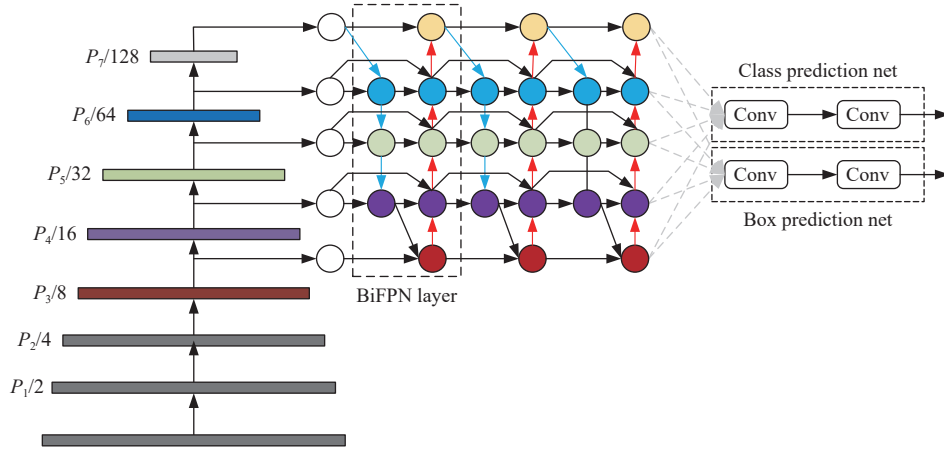 P7/128
Class prediction net
P6/64
Conv
Conv
P5/32
Conv
Conv
P4/16
Box prediction net
P3/8
BiFPN layer
P2/4
P1/2